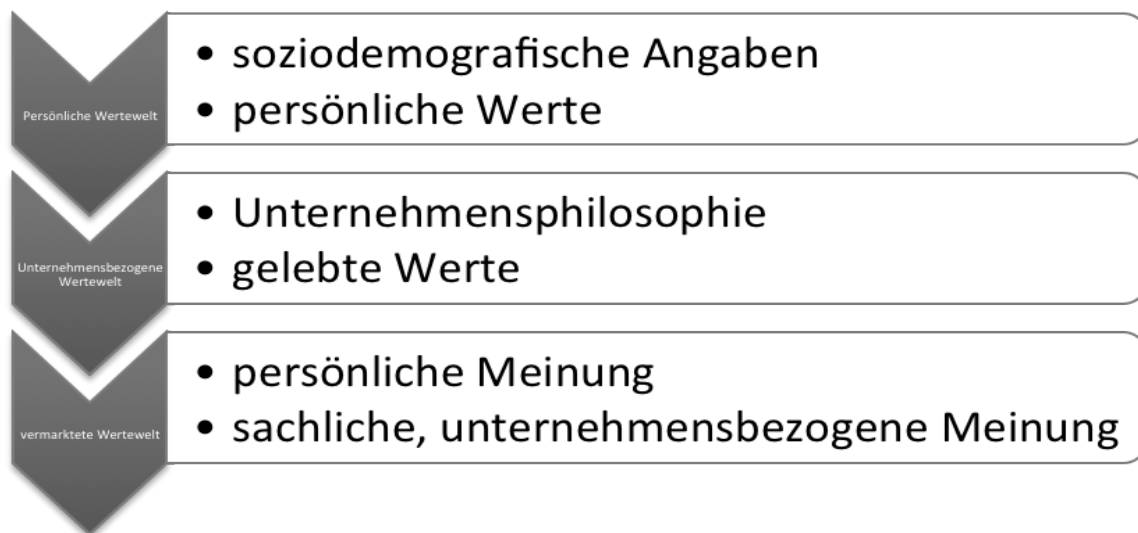 Persönliche Wertewelt
• soziodemografische Angaben
• persönliche Werte
Unternehmensbezogene
Wertewelt
• Unternehmensphilosophie
• gelebte Werte
vermarktete Wertewelt
• persönliche Meinung
• sachliche, unternehmensbezogene Meinung